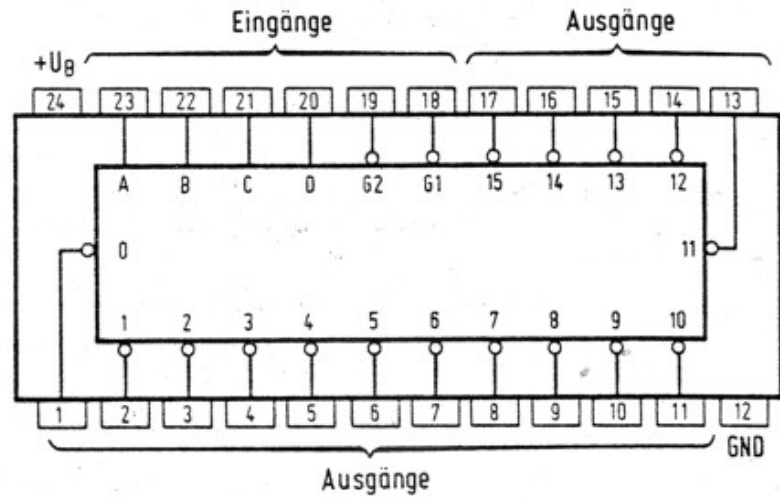 Eingänge Ausgänge
+UB
24 23 22 21 20 19 18 17 16 15 14 13
A B C D G2 G1 15 14 13 12
0 11
1 2 3 4 5 6 7 8 9 10
1 2 3 4 5 6 7 8 9 10 11 12
GND
Ausgänge